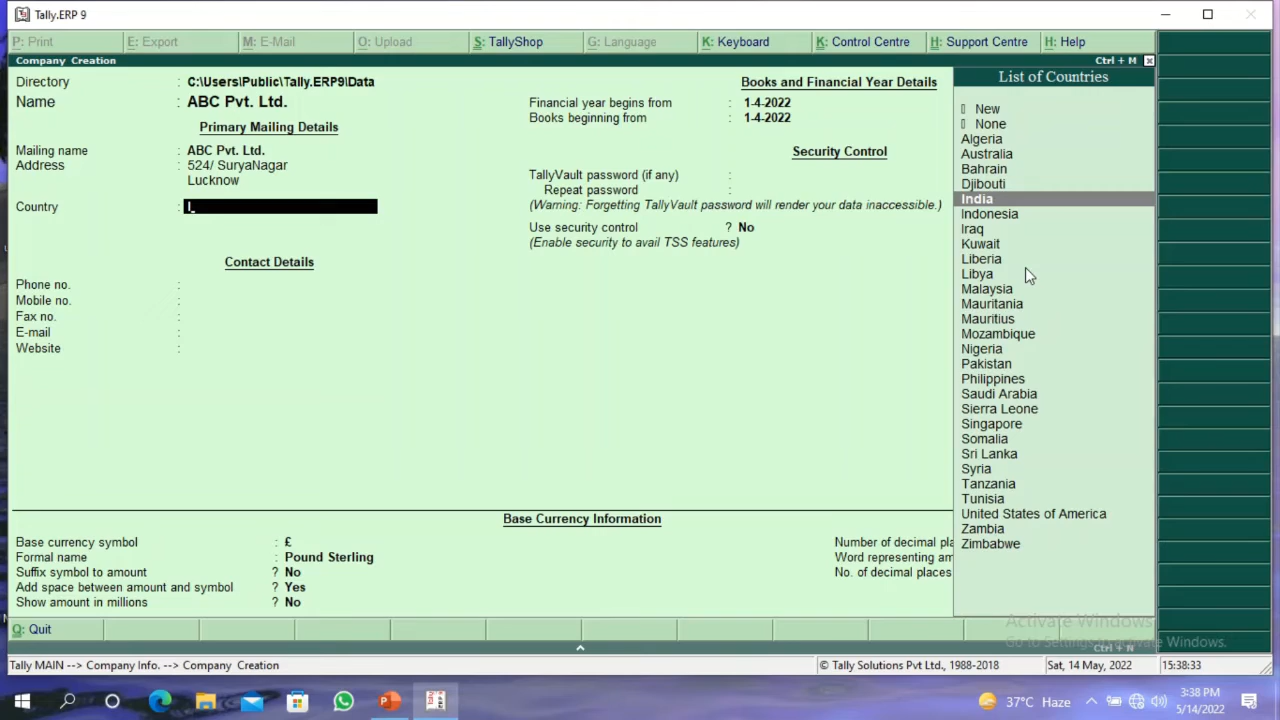 Tally.ERP 9
P: Print E: Export M: E-Mail O: Upload S: TallyShop G: Language K: Keyboard K: Control Centre H: Support Centre H: Help
Company Creation Ctrl + M
Directory : C:\Users\Public\Tally.ERP9\Data
Name : ABC Pvt. Ltd.
Primary Mailing Details
Mailing name : ABC Pvt. Ltd.
Address : 524/ SuryaNagar
Lucknow
Country : I
Contact Details
Phone no. :
Mobile no. :
Fax no. :
E-mail :
Website :
Books and Financial Year Details
Financial year begins from : 1-4-2022
Books beginning from : 1-4-2022
Security Control
TallyVault password (if any) :
Repeat password :
(Warning: Forgetting TallyVault password will render your data inaccessible.)
Use security control ? No
(Enable security to avail TSS features)
List of Countries
New
None
Algeria
Australia
Bahrain
Djibouti
India
Indonesia
Iraq
Kuwait
Liberia
Libya
Malaysia
Mauritania
Mauritius
Mozambique
Nigeria
Pakistan
Philippines
Saudi Arabia
Sierra Leone
Singapore
Somalia
Sri Lanka
Syria
Tanzania
Tunisia
United States of America
Zambia
Zimbabwe
Base Currency Information
Base currency symbol : £
Formal name : Pound Sterling
Suffix symbol to amount ? No
Add space between amount and symbol ? Yes
Show amount in millions ? No
Number of decimal pla
Word representing am
No. of decimal places
Q: Quit
Activate Windows
Go to Settings to activate Windows.
Ctrl + N
Tally MAIN --> Company Info. --> Company Creation © Tally Solutions Pvt Ltd., 1988-2018 Sat, 14 May, 2022 15:38:33
37°C Haze 3:38 PM
5/14/2022